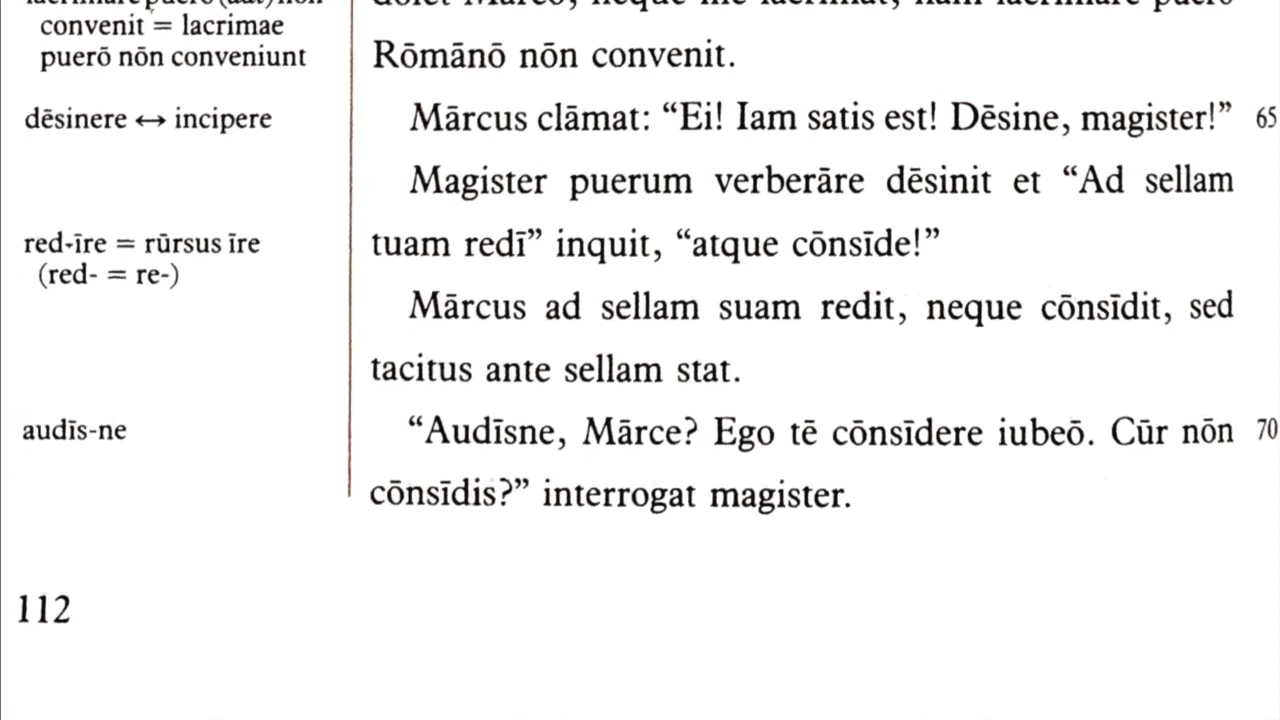 convenit = lacrimae
puerō nōn conveniunt
Rōmānō nōn convenit.
dēsinere ↔ incipere
Mārcus clāmat: “Ei! Iam satis est! Dēsine, magister!” 65
Magister puerum verberāre dēsinit et “Ad sellam
red-īre = rūrsus īre
(red- = re-)
tuam redī” inquit, “atque cōnsīde!”
Mārcus ad sellam suam redit, neque cōnsīdit, sed
tacitus ante sellam stat.
audīs-ne
“Audīsne, Mārce? Ego tē cōnsīdere iubeō. Cūr nōn 70
cōnsīdis?” interrogat magister.
112